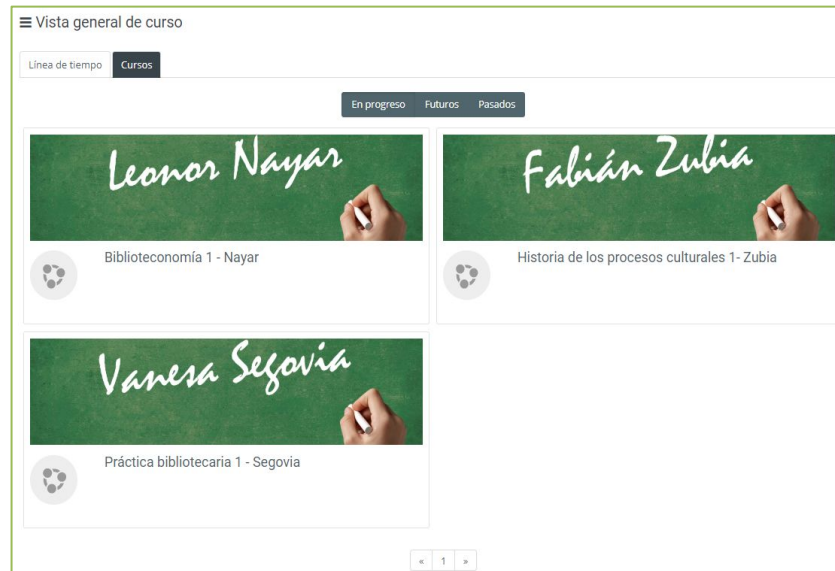 Vista general de curso
Línea de tiempo
Cursos
En progreso
Futuros
Pasados
Leonor Nayar
Biblioteconomía 1 - Nayar
Fabián Zubia
Historia de los procesos culturales 1- Zubia
Vanesa Segovia
Práctica bibliotecaria 1 - Segovia
« 1 »